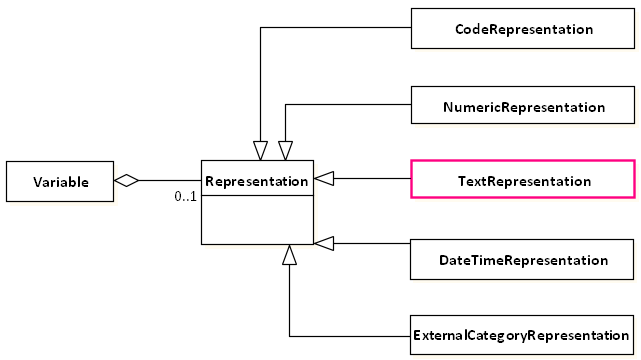 CodeRepresentation
NumericRepresentation
Variable
0..1
Representation
TextRepresentation
DateTimeRepresentation
ExternalCategoryRepresentation